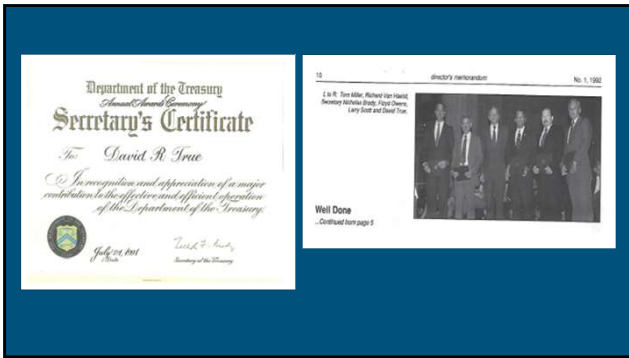 Department of the Treasury
Annual Awards Ceremony
Secretary's Certificate
To: David R. True
In recognition and appreciation of a major
contribution to the effective and efficient operation
of the Department of the Treasury.
July 24, 1991
Date
Secretary of the Treasury
10 director's memorandum No. 1, 1992
L to R: Tom Miller, Richard Van
Secretary Nicholas Brady, Floyd Owens,
Larry Scott and David True.
Well Done
...Continued from page 5